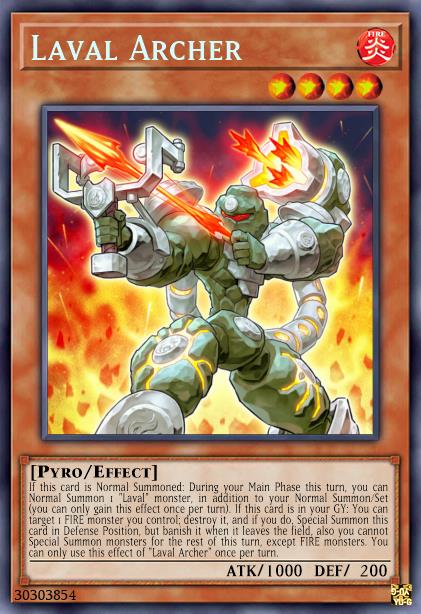 Laval Archer
FIRE
炎
[Pyro/Effect]
If this card is Normal Summoned: During your Main Phase this turn, you can
Normal Summon 1 "Laval" monster, in addition to your Normal Summon/Set
(you can only gain this effect once per turn). If this card is in your GY: You can
target 1 FIRE monster you control; destroy it, and if you do, Special Summon this
card in Defense Position, but banish it when it leaves the field, also you cannot
Special Summon monsters for the rest of this turn, except FIRE monsters. You
can only use this effect of "Laval Archer" once per turn.
ATK/1000 DEF/ 200
30303854